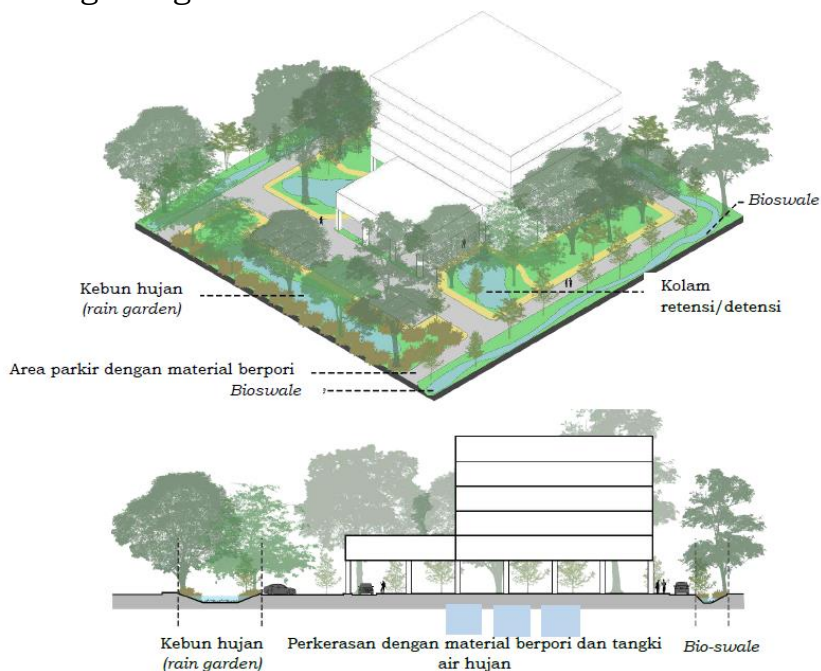 Bioswale
Kebun hujan
(rain garden)
Kolam
retensi/detensi
Area parkir dengan material berpori
Bioswale
Kebun hujan
(rain garden)
Perkerasan dengan material berpori dan tangki
air hujan
Bio-swale